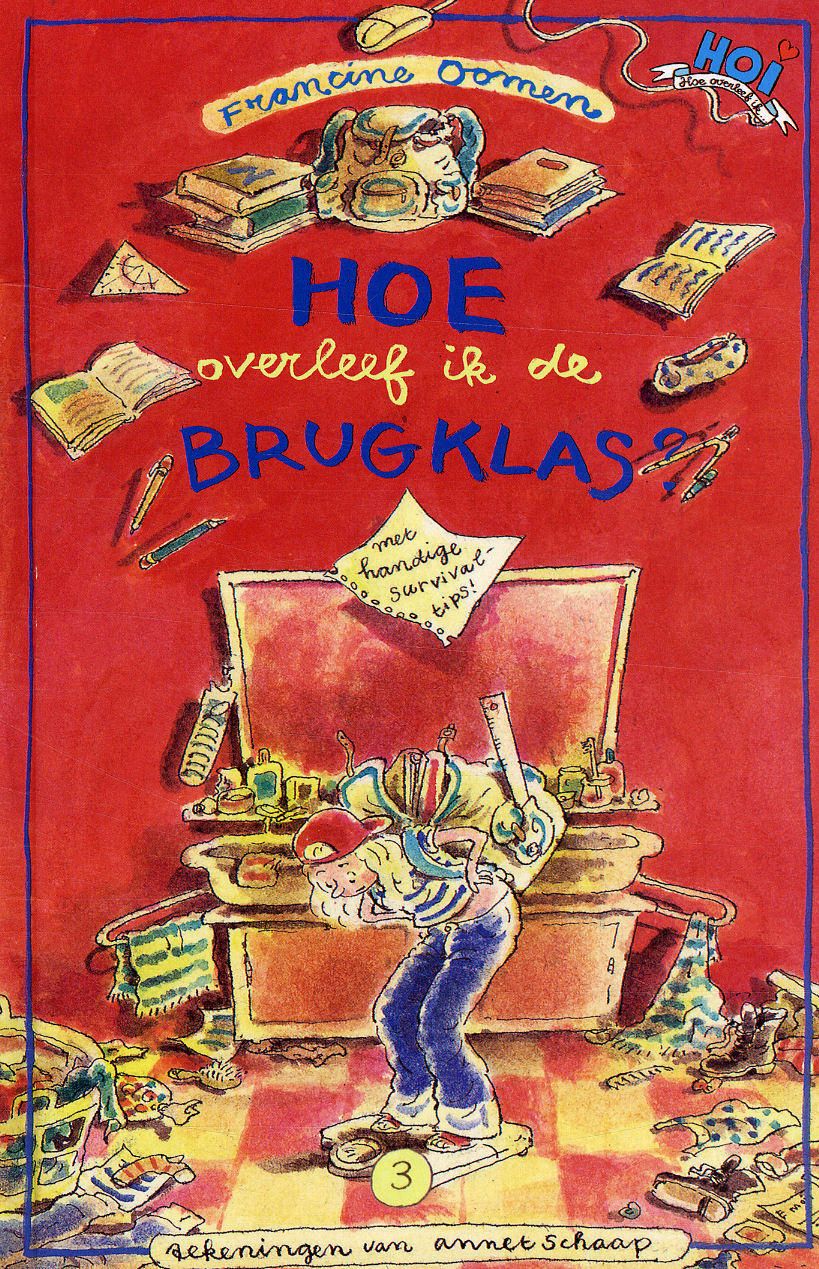 Francine Oomen
HOI
Hoe overleef ik...
HOE
overleef ik de
BRUGKLAS?
met
handige
survival-
tips!
3
tekeningen van annet schaap